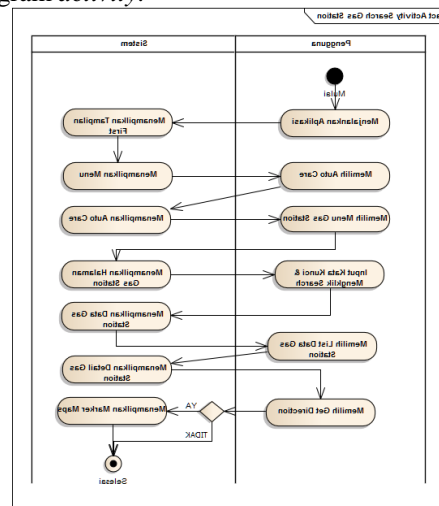 gram activity.
act Activity Search Gas Station
Pengguna
Sistem
Mulai
Menjalankan Aplikasi
Menampilkan Tampilan
First
Menampilkan Menu
Memilih Auto Care
Menampilkan Auto Care
Memilih Menu Gas Station
Menampilkan Halaman
Gas Station
Input Kata Kunci &
Mengklik Search
Menampilkan Data Gas
Station
Memilih List Data Gas
Station
Menampilkan Detail Gas
Station
Memilih Get Direction
YA
TIDAK
Menampilkan Marker Maps
Selesai